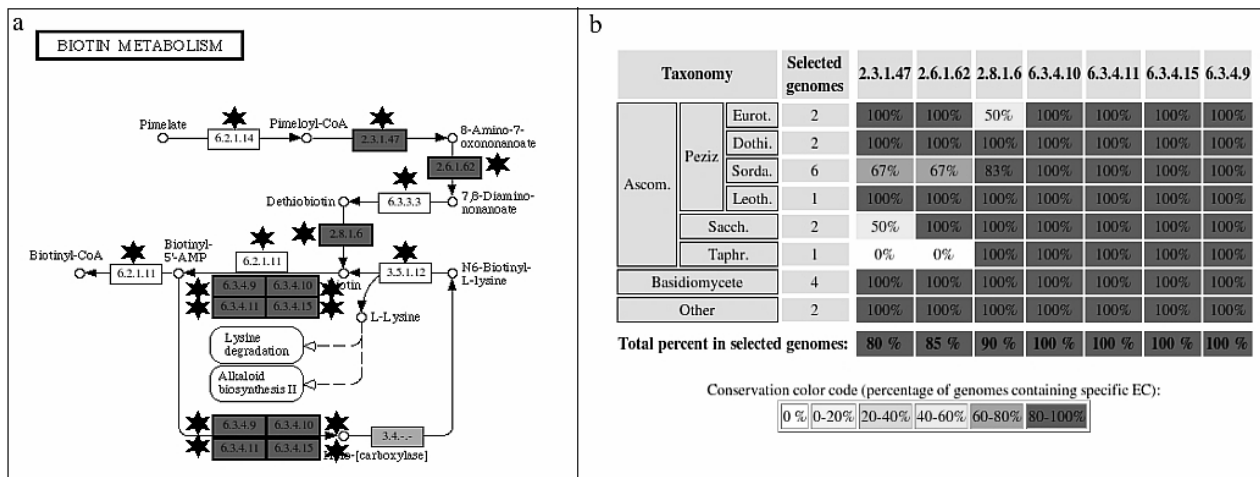 a
BIOTIN METABOLISM
Pimelate
6.2.1.14
Pimeloyl-CoA
2.3.1.47
8-Amino-7-
oxononanoate
2.6.1.62
Dethiobiotin
6.3.3.3
7,8-Diamino-
nonanoate
2.8.1.6
Biotinyl-CoA
6.2.1.11
Biotinyl-
5'-AMP
6.2.1.11
3.5.1.12
N6-Biotinyl-
L-lysine
6.3.4.9 6.3.4.10
6.3.4.11 6.3.4.15
L-Lysine
Lysine
degradation
Alkaloid
biosynthesis II
6.3.4.9 6.3.4.10
6.3.4.11 6.3.4.15
3.4.-.-
[carboxylase]
b
Taxonomy Selected genomes 2.3.1.47 2.6.1.62 2.8.1.6 6.3.4.10 6.3.4.11 6.3.4.15 6.3.4.9
Ascom. Peziz Eurot. 2 100% 100% 50% 100% 100% 100% 100%
Dothi. 2 100% 100% 100% 100% 100% 100% 100%
Sorda. 6 67% 67% 83% 100% 100% 100% 100%
Leoth. 1 100% 100% 100% 100% 100% 100% 100%
Sacch. 2 50% 100% 100% 100% 100% 100% 100%
Taphr. 1 0% 0% 100% 100% 100% 100% 100%
Basidiomycete 4 100% 100% 100% 100% 100% 100% 100%
Other 2 100% 100% 100% 100% 100% 100% 100%
Total percent in selected genomes: 80 % 85 % 90 % 100 % 100 % 100 % 100 %
Conservation color code (percentage of genomes containing specific EC):
0 % 0-20% 20-40% 40-60% 60-80% 80-100%